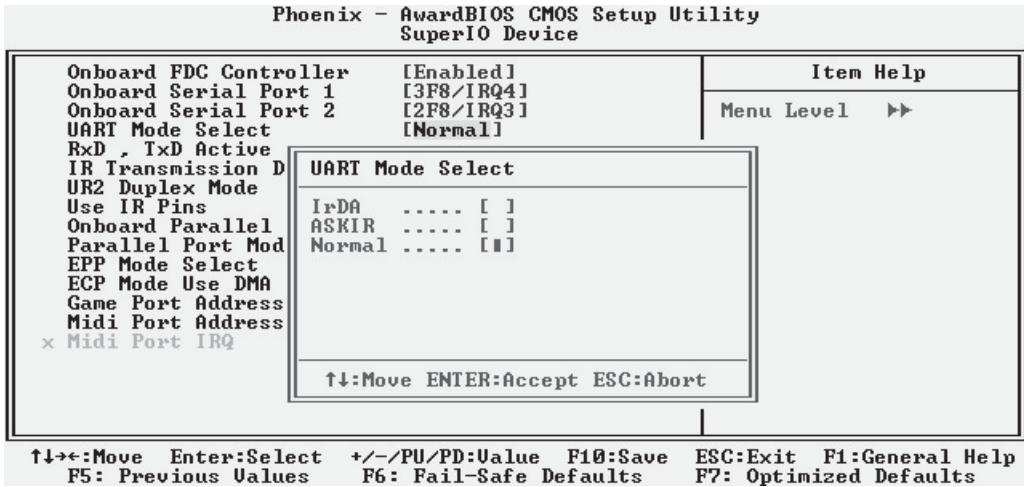 Phoenix - AwardBIOS CMOS Setup Utility
SuperIO Device
Onboard FDC Controller [Enabled]
Onboard Serial Port 1 [3F8/IRQ4]
Onboard Serial Port 2 [2F8/IRQ3]
UART Mode Select [Normal]
RxD , TxD Active
IR Transmission D
UR2 Duplex Mode
Use IR Pins
Onboard Parallel
Parallel Port Mod
EPP Mode Select
ECP Mode Use DMA
Game Port Address
Midi Port Address
x Midi Port IRQ
UART Mode Select
IrDA ..... [ ]
ASKIR ..... [ ]
Normal ..... [▮]
↑↓:Move ENTER:Accept ESC:Abort
Item Help
Menu Level ▶▶
↑↓→←:Move Enter:Select +/-/PU/PD:Value F10:Save ESC:Exit F1:General Help
F5: Previous Values F6: Fail-Safe Defaults F7: Optimized Defaults